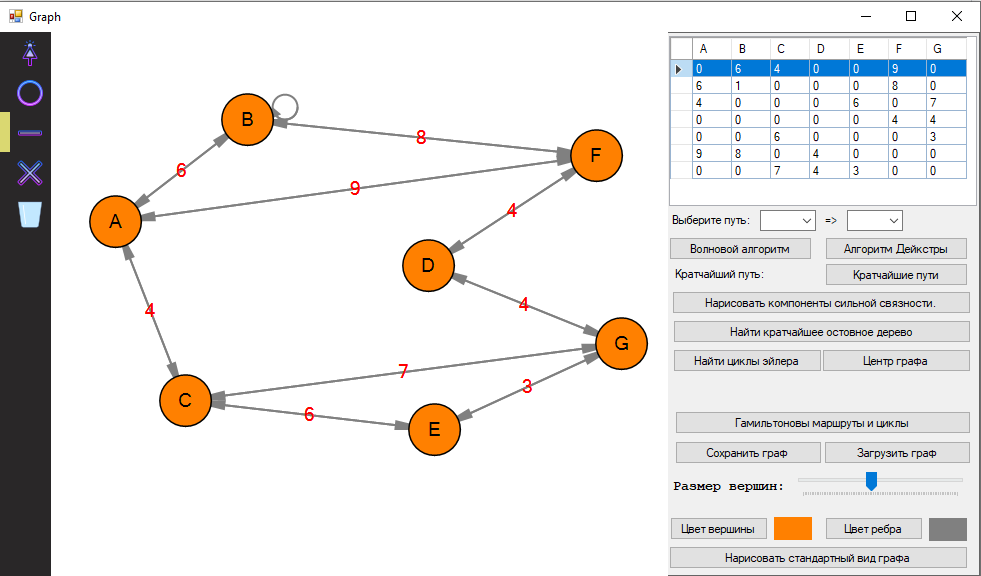 Graph
A B C D E F G
0 6 4 0 0 9 0
6 1 0 0 0 8 0
4 0 0 0 6 0 7
0 0 0 0 0 4 4
0 0 6 0 0 0 3
9 8 0 4 0 0 0
0 0 7 4 3 0 0
B
8
F
6
9
A
4
D
4
4
G
7
3
C
6
E
Выберите путь: =>
Волновой алгоритм Алгоритм Дейкстры
Кратчайший путь: Кратчайшие пути
Нарисовать компоненты сильной связности.
Найти кратчайшее остовное дерево
Найти циклы эйлера Центр графа
Гамильтоновы маршруты и циклы
Сохранить граф Загрузить граф
Размер вершин:
Цвет вершины Цвет ребра
Нарисовать стандартный вид графа